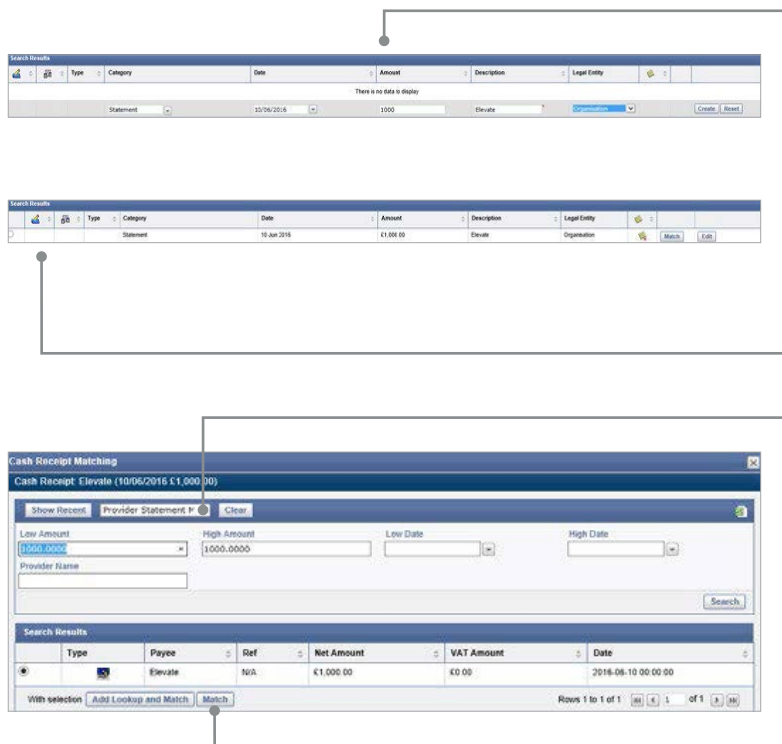 Search Results
Type Category Date Amount Description Legal Entity
There is no data to display
Statement 10/06/2016 1000 Elevate Organisation Create Reset
Search Results
Type Category Date Amount Description Legal Entity
Statement 10 Jun 2016 £1,000.00 Elevate Organisation Match Edit
Cash Receipt Matching
Cash Receipt: Elevate (10/06/2016 £1,000.00)
Show Recent Provider Statement Clear
Low Amount High Amount Low Date High Date
1000.0000 1000.0000
Provider Name
Search
Search Results
Type Payee Ref Net Amount VAT Amount Date
Elevate N/A £1,000.00 £0.00 2016-06-10 00:00:00
With selection Add Lookup and Match Match Rows 1 to 1 of 1 1 of 1